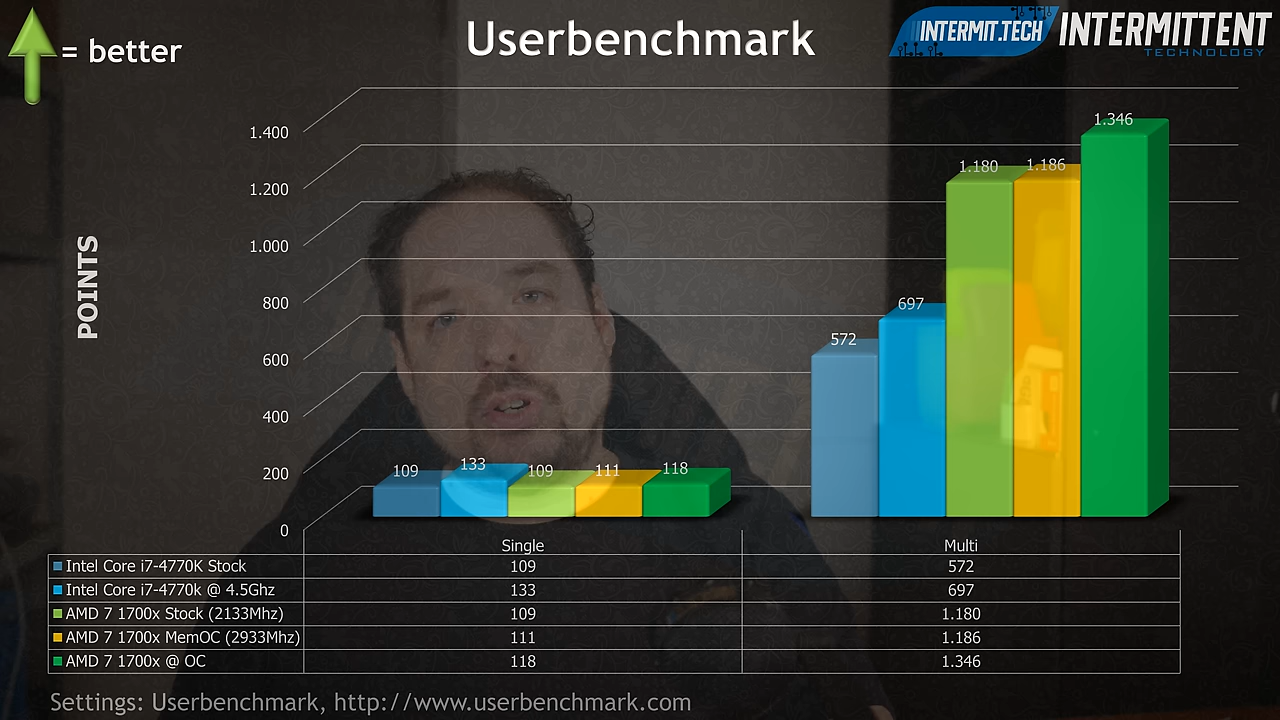 = better
Userbenchmark
INTERMIT.TECH
INTERMITTENT
TECHNOLOGY
POINTS
1.400
1.200
1.000
800
600
400
200
0
109
133
109
111
118
572
697
1.180
1.186
1.346
Single Multi
Intel Core i7-4770K Stock 109 572
Intel Core i7-4770k @ 4.5Ghz 133 697
AMD 7 1700x Stock (2133Mhz) 109 1.180
AMD 7 1700x MemOC (2933Mhz) 111 1.186
AMD 7 1700x @ OC 118 1.346
Settings: Userbenchmark, http://www.userbenchmark.com